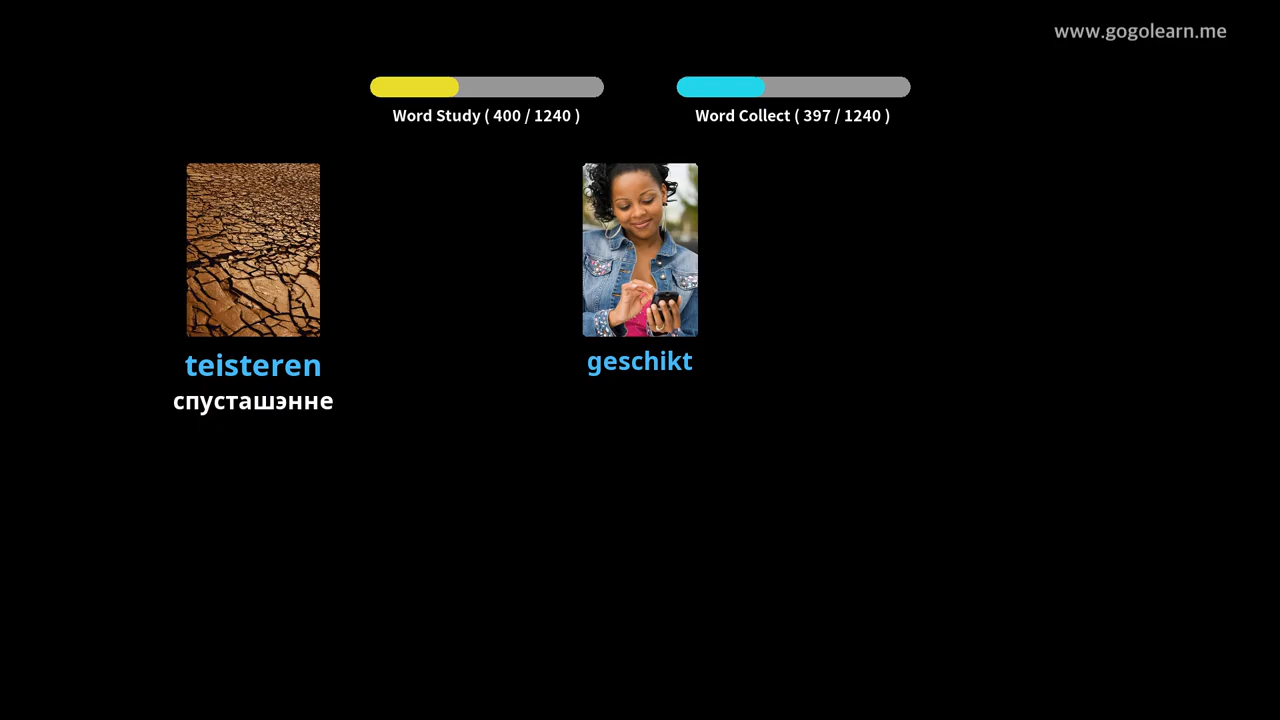 www.gogolearn.me
Word Study ( 400 / 1240 )
Word Collect ( 397 / 1240 )
teisteren
geschikt
спусташэнне